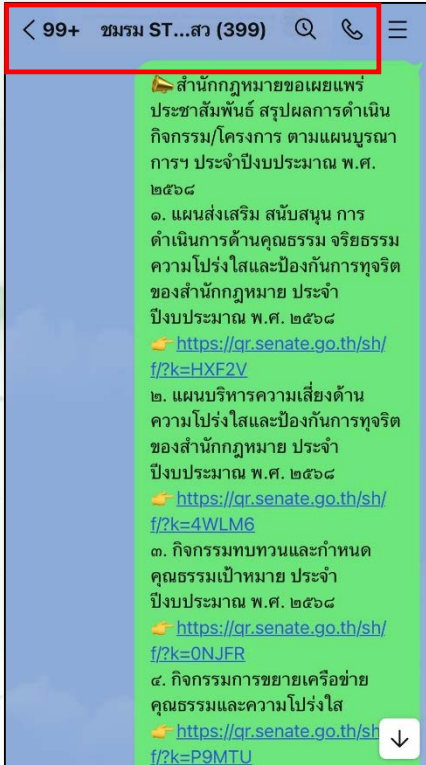 99+ ชมรม ST...สว (399)
สำนักกฎหมายขอเผยแพร่
ประชาสัมพันธ์ สรุปผลการดำเนิน
กิจกรรม/โครงการ ตามแผนบูรณา
การฯ ประจำปีงบประมาณ พ.ศ.
๒๕๖๘
๑. แผนส่งเสริม สนับสนุน การ
ดำเนินการด้านคุณธรรม จริยธรรม
ความโปร่งใสและป้องกันการทุจริต
ของสำนักกฎหมาย ประจำ
ปีงบประมาณ พ.ศ. ๒๕๖๘
👉 https://qr.senate.go.th/sh/
f/?k=HXF2V
๒. แผนบริหารความเสี่ยงด้าน
ความโปร่งใสและป้องกันการทุจริต
ของสำนักกฎหมาย ประจำ
ปีงบประมาณ พ.ศ. ๒๕๖๘
👉 https://qr.senate.go.th/sh/
f/?k=4WLM6
๓. กิจกรรมทบทวนและกำหนด
คุณธรรมเป้าหมาย ประจำ
ปีงบประมาณ พ.ศ. ๒๕๖๘
👉 https://qr.senate.go.th/sh/
f/?k=0NJFR
๔. กิจกรรมการขยายเครือข่าย
คุณธรรมและความโปร่งใส
👉 https://qr.senate.go.th/sh
f/?k=P9MTU